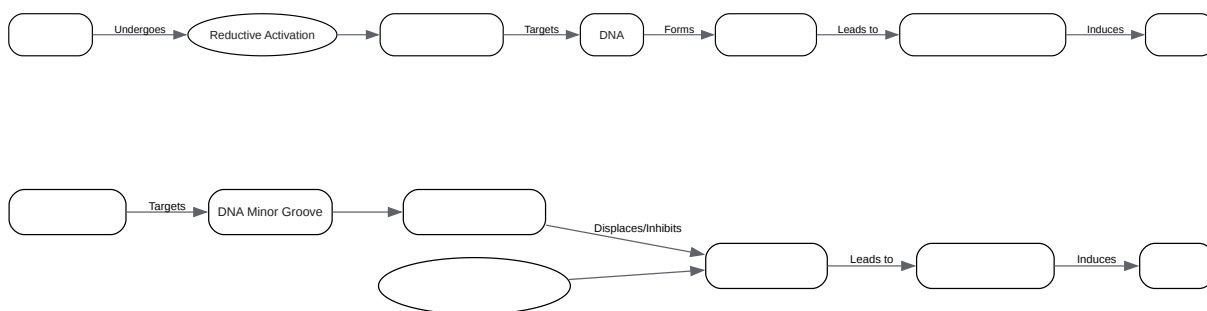 Undergoes
Reductive Activation
Targets
DNA
Forms
Leads to
Induces
Targets
DNA Minor Groove
Displaces/Inhibits
Leads to
Induces